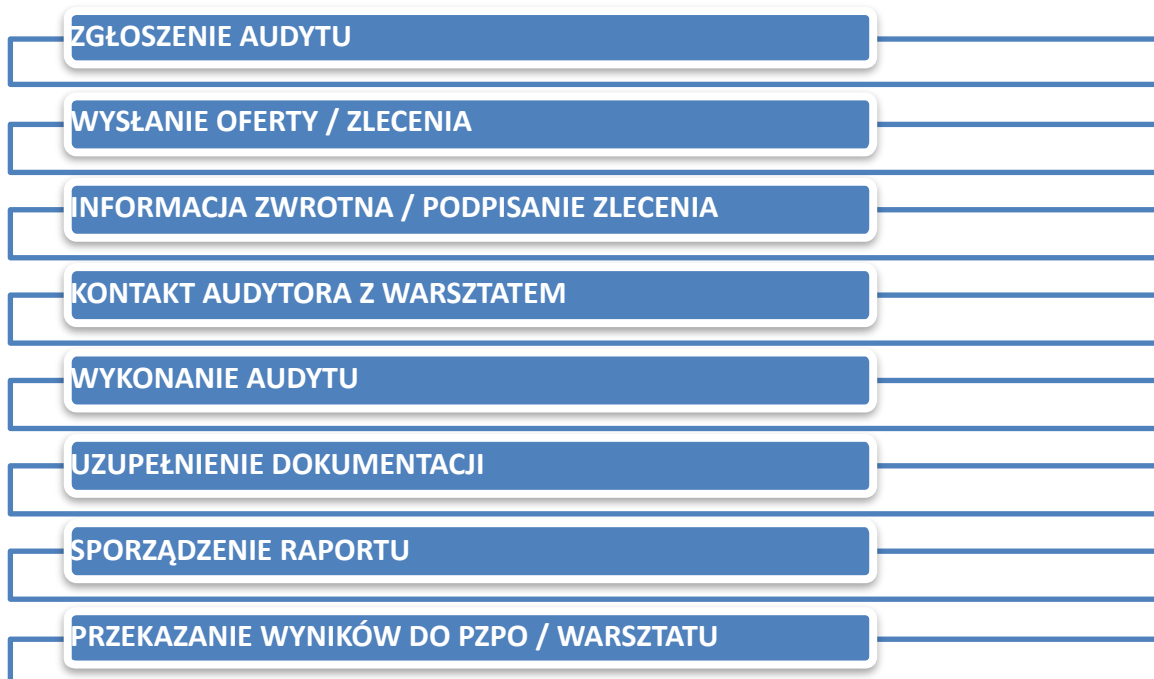 ZGŁOSZENIE AUDYTU
WYSŁANIE OFERTY / ZLECENIA
INFORMACJA ZWROTNA / PODPISANIE ZLECENIA
KONTAKT AUDYTORA Z WARSZTATEM
WYKONANIE AUDYTU
UZUPEŁNIENIE DOKUMENTACJI
SPORZĄDZENIE RAPORTU
PRZEKAZANIE WYNIKÓW DO PZPO / WARSZTATU